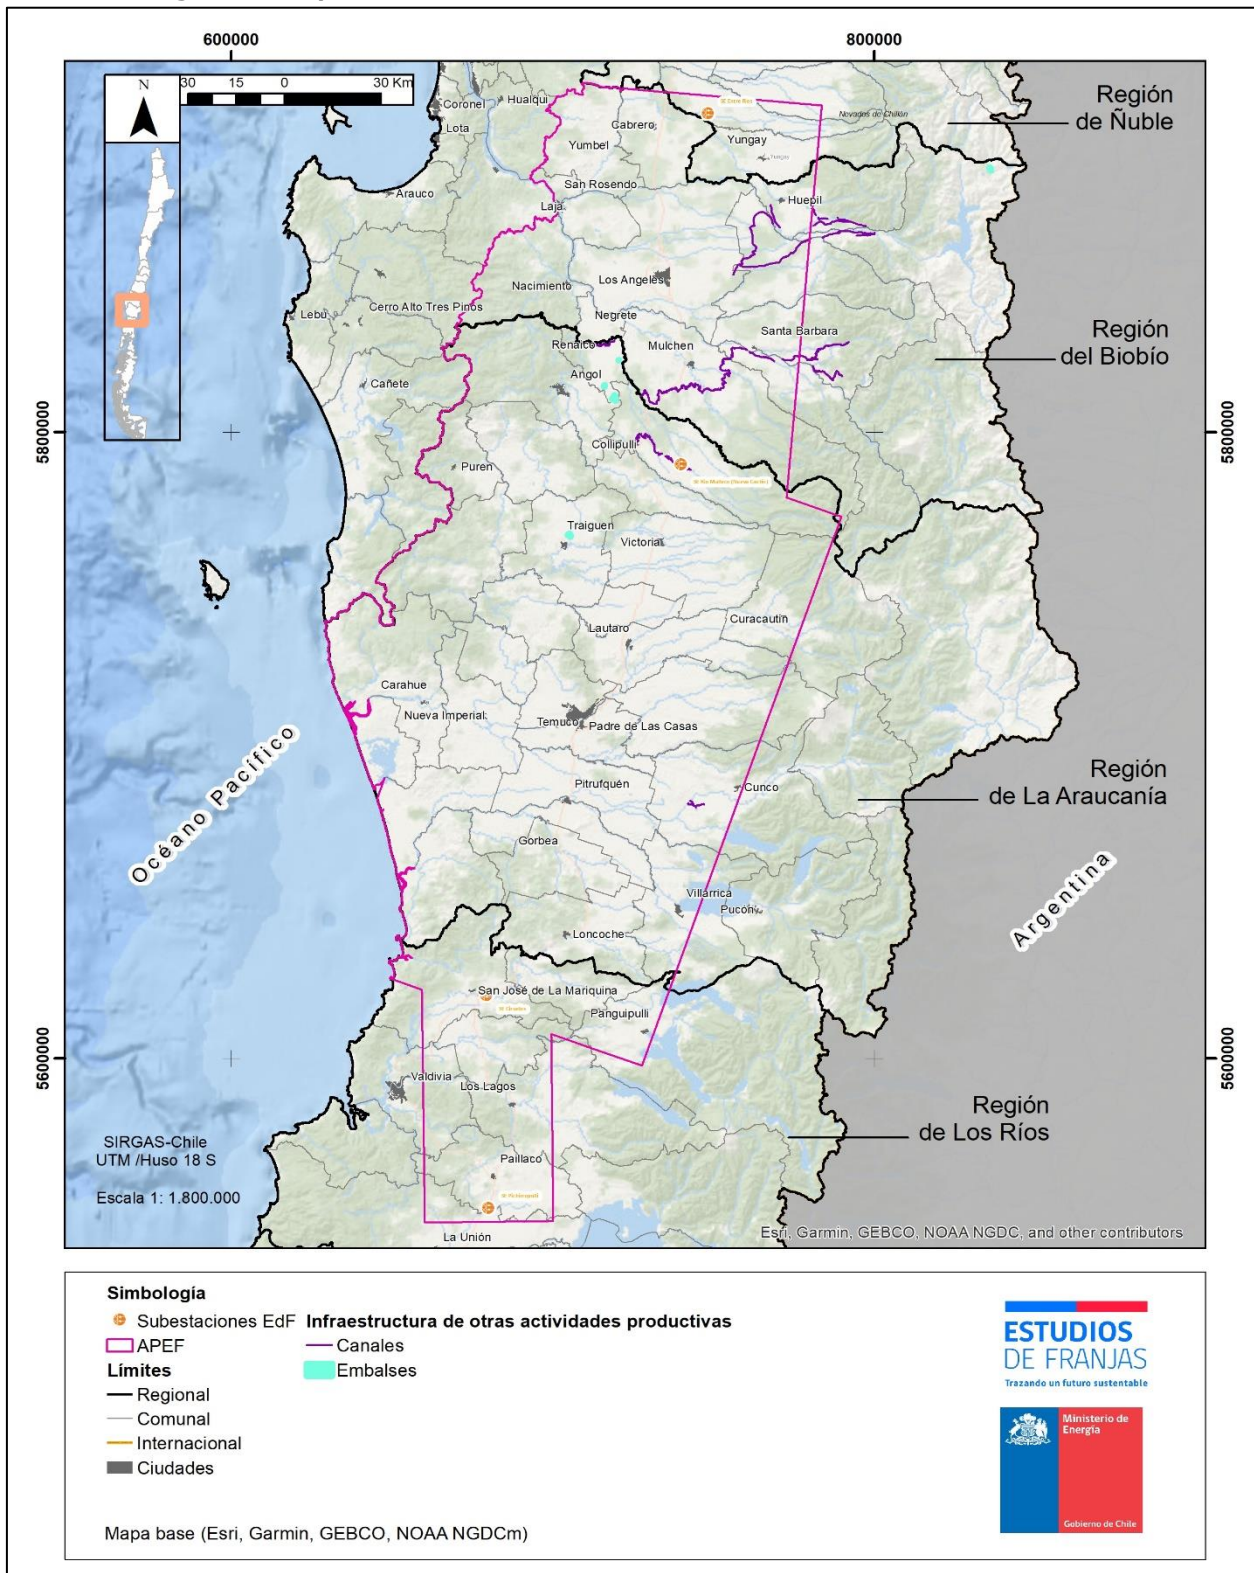 600000
800000
N
30 15 0 30 Km
Coronel
Hualqui
Lota
Cabrero
Yumbel
Yungay
Nevados de Chillán
Región
de Ñuble
San Rosendo
Arauco
Laja
Huepil
Nacimiento
Los Angeles
Cerro Alto Tres Pinos
Lebu
Negrete
Santa Barbara
Renaico
Mulchen
Región
del Biobío
Cañete
Angol
5800000
5800000
Collipulli
Puren
Traiguen
Victoria
Lautaro
Curacautín
Carahue
Nueva Imperial
Temuco
Padre de Las Casas
Océano Pacífico
Pitrufquén
Cunco
Región
de La Araucanía
Gorbea
Villarrica
Pucón
Argentina
Loncoche
San José de La Mariquina
Panguipulli
5600000
5600000
Valdivia
Los Lagos
Región
de Los Ríos
SIRGAS-Chile
UTM /Huso 18 S
Escala 1: 1.800.000
Paillaco
La Unión
Esri, Garmin, GEBCO, NOAA NGDC, and other contributors
Simbología
Subestaciones EdF
APEF
Límites
Regional
Comunal
Internacional
Ciudades
Infraestructura de otras actividades productivas
Canales
Embalses
Mapa base (Esri, Garmin, GEBCO, NOAA NGDCm)
ESTUDIOS
DE FRANJAS
Trazando un futuro sustentable
Ministerio de
Energía
Gobierno de Chile